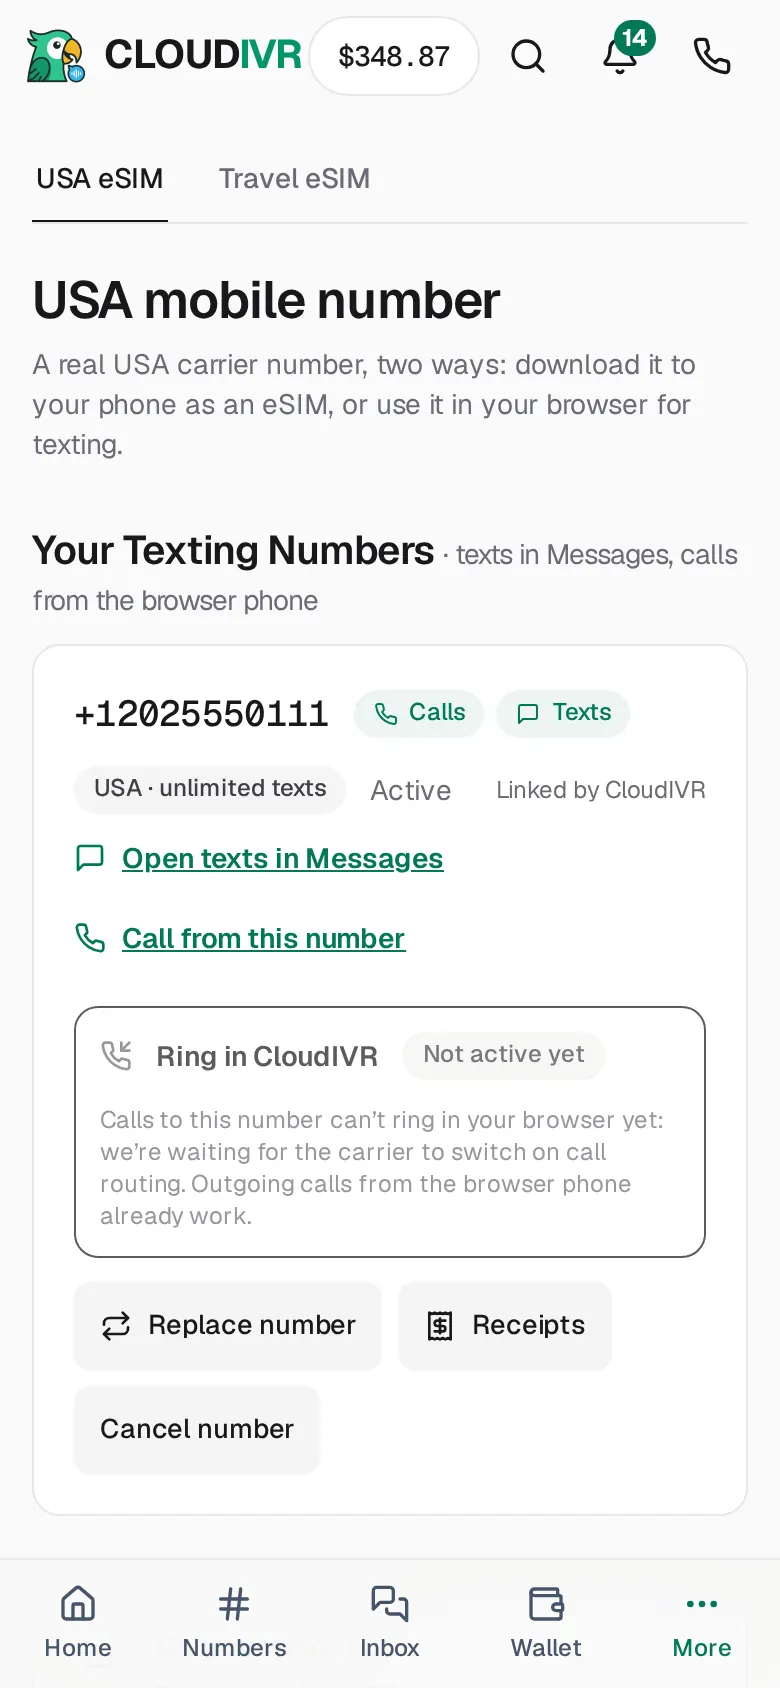 CLOUDIVR
$348.87
14
USA eSIM
Travel eSIM
USA mobile number
A real USA carrier number, two ways: download it to
your phone as an eSIM, or use it in your browser for
texting.
Your Texting Numbers · texts in Messages, calls
from the browser phone
+12025550111
Calls
Texts
USA · unlimited texts
Active
Linked by CloudIVR
Open texts in Messages
Call from this number
Ring in CloudIVR
Not active yet
Calls to this number can’t ring in your browser yet:
we’re waiting for the carrier to switch on call
routing. Outgoing calls from the browser phone
already work.
Replace number
Receipts
Cancel number
Home
Numbers
Inbox
Wallet
More